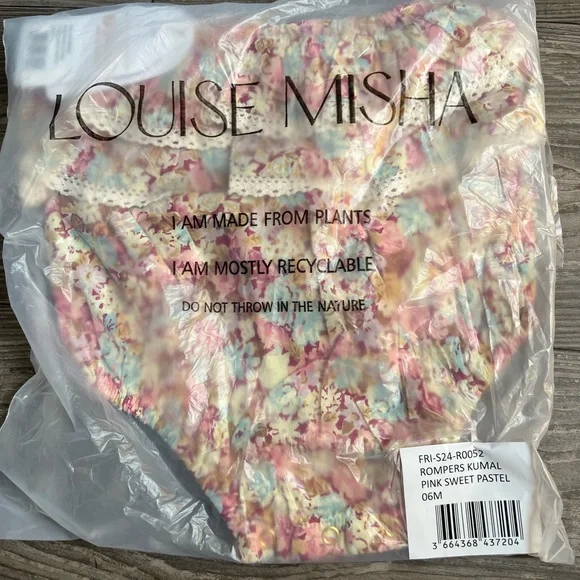 LOUISE MISHA
I AM MADE FROM PLANTS
I AM MOSTLY RECYCLABLE
DO NOT THROW IN THE NATURE
FRI-S24-R0052
ROMPERS KUMAL
PINK SWEET PASTEL
06M
3 664368 437204